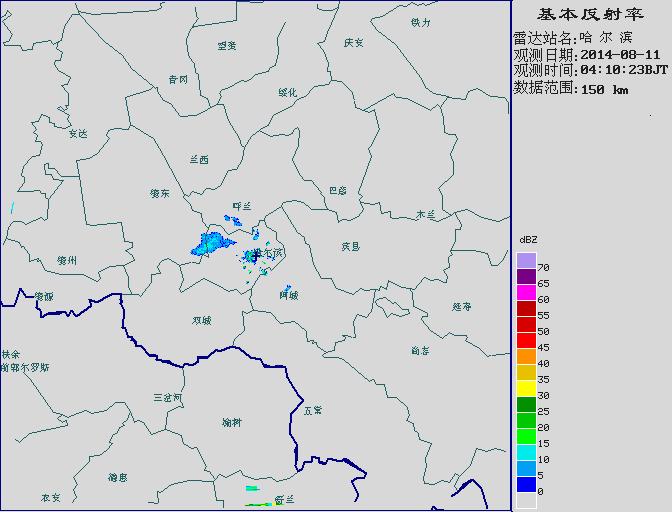 基本反射率
雷达站名:哈 尔 滨
观测日期:2014-08-11
观测时间:04:10:23BJT
数据范围:150 km
铁力
庆安
望奎
青冈
绥化
安达
兰西
肇东
巴彦
呼兰
木兰
宾县
哈尔滨
肇州
肇源
阿城
延寿
双城
尚志
扶余
前郭尔罗斯
三岔河
五常
榆树
德惠
农安
舒兰
dBZ
70
65
60
55
50
45
40
35
30
25
20
15
10
5
0